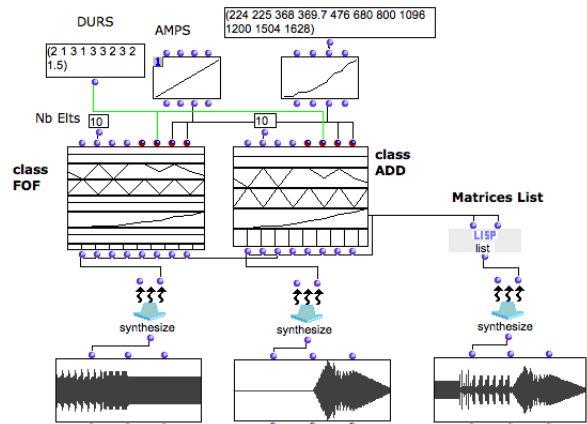 DURS
AMPS
(224 225 368 369.7 476 680 800 1096
1200 1504 1628)
(2 1 3 1 3 3 2 3 2
1.5)
1
Nb Elts
10
10
class
FOF
class
ADD
Matrices List
LISP
list
synthesize
synthesize
synthesize